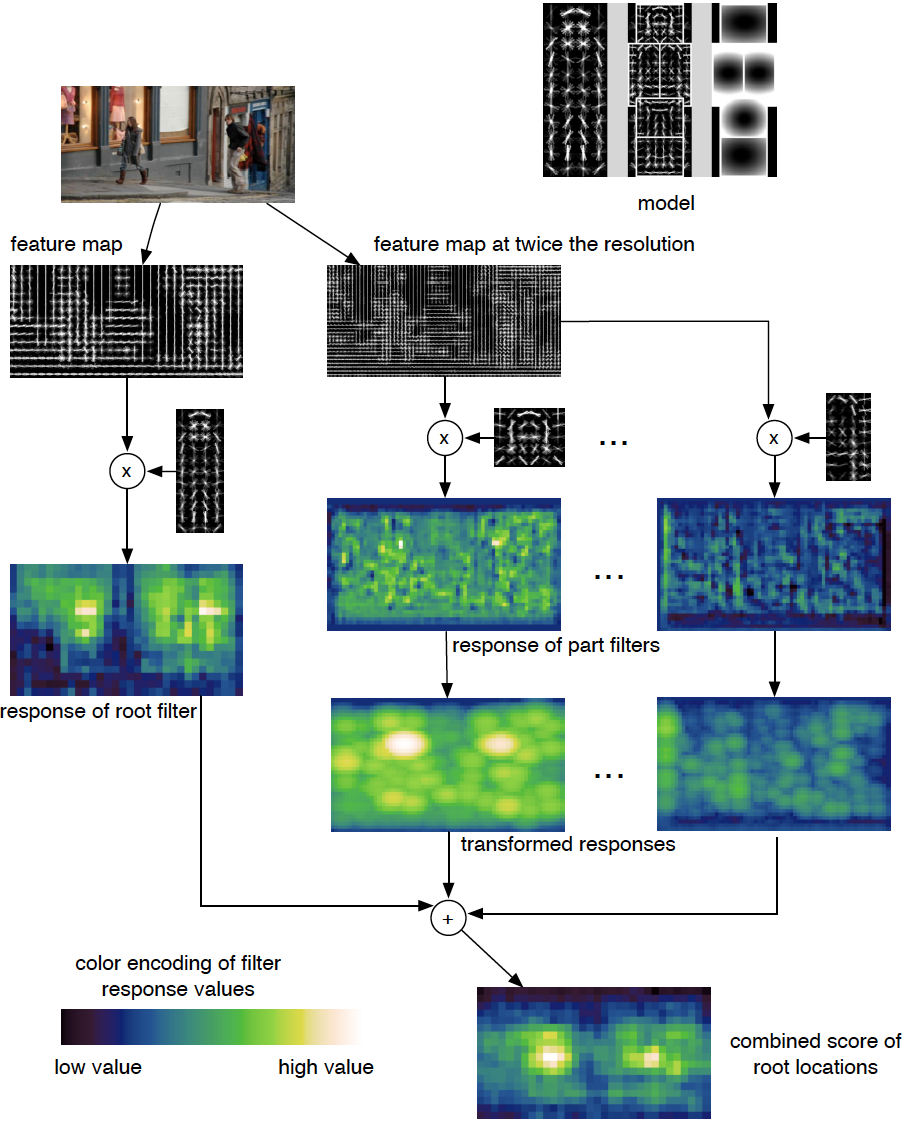 model
feature map
feature map at twice the resolution
x
x
x
...
...
response of part filters
response of root filter
...
transformed responses
+
color encoding of filter
response values
low value
high value
combined score of
root locations